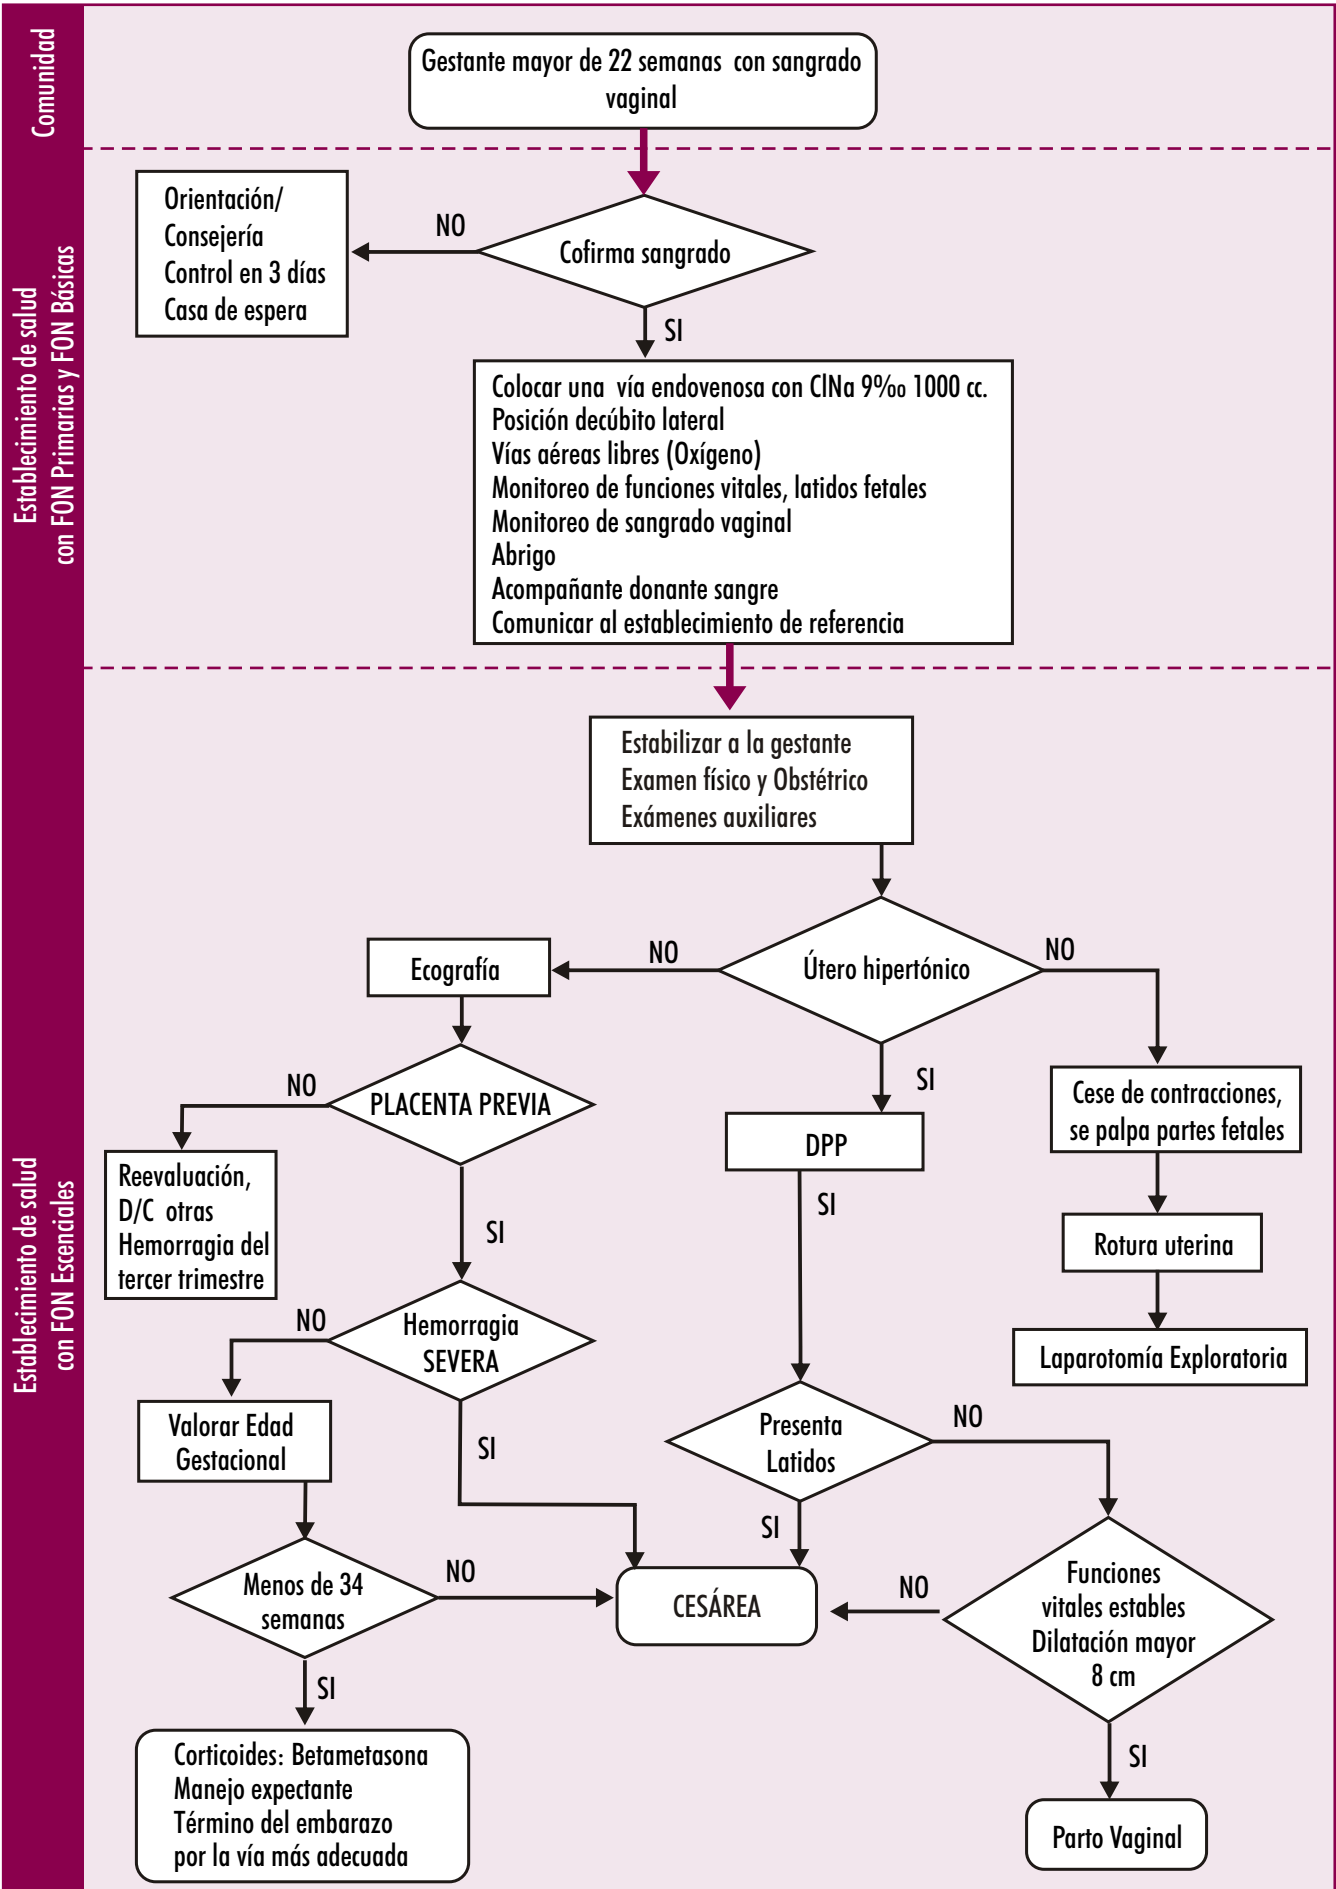 Comunidad
Gestante mayor de 22 semanas con sangrado
vaginal
Establecimiento de salud
con FON Primarias y FON Básicas
Orientación/
Consejería
Control en 3 días
Casa de espera
NO
Cofirma sangrado
SI
Colocar una vía endovenosa con ClNa 9‰ 1000 cc.
Posición decúbito lateral
Vías aéreas libres (Oxígeno)
Monitoreo de funciones vitales, latidos fetales
Monitoreo de sangrado vaginal
Abrigo
Acompañante donante sangre
Comunicar al establecimiento de referencia
Establecimiento de salud
con FON Escenciales
Estabilizar a la gestante
Examen físico y Obstétrico
Exámenes auxiliares
Ecografía
NO
Útero hipertónico
NO
SI
NO
PLACENTA PREVIA
DPP
Cese de contracciones,
se palpa partes fetales
Reevaluación,
D/C otras
Hemorragia del
tercer trimestre
SI
SI
Rotura uterina
NO
Hemorragia
SEVERA
Laparotomía Exploratoria
Valorar Edad
Gestacional
SI
Presenta
Latidos
NO
SI
Menos de 34
semanas
NO
CESÁREA
NO
Funciones
vitales estables
Dilatación mayor
8 cm
SI
SI
Corticoides: Betametasona
Manejo expectante
Término del embarazo
por la vía más adecuada
Parto Vaginal